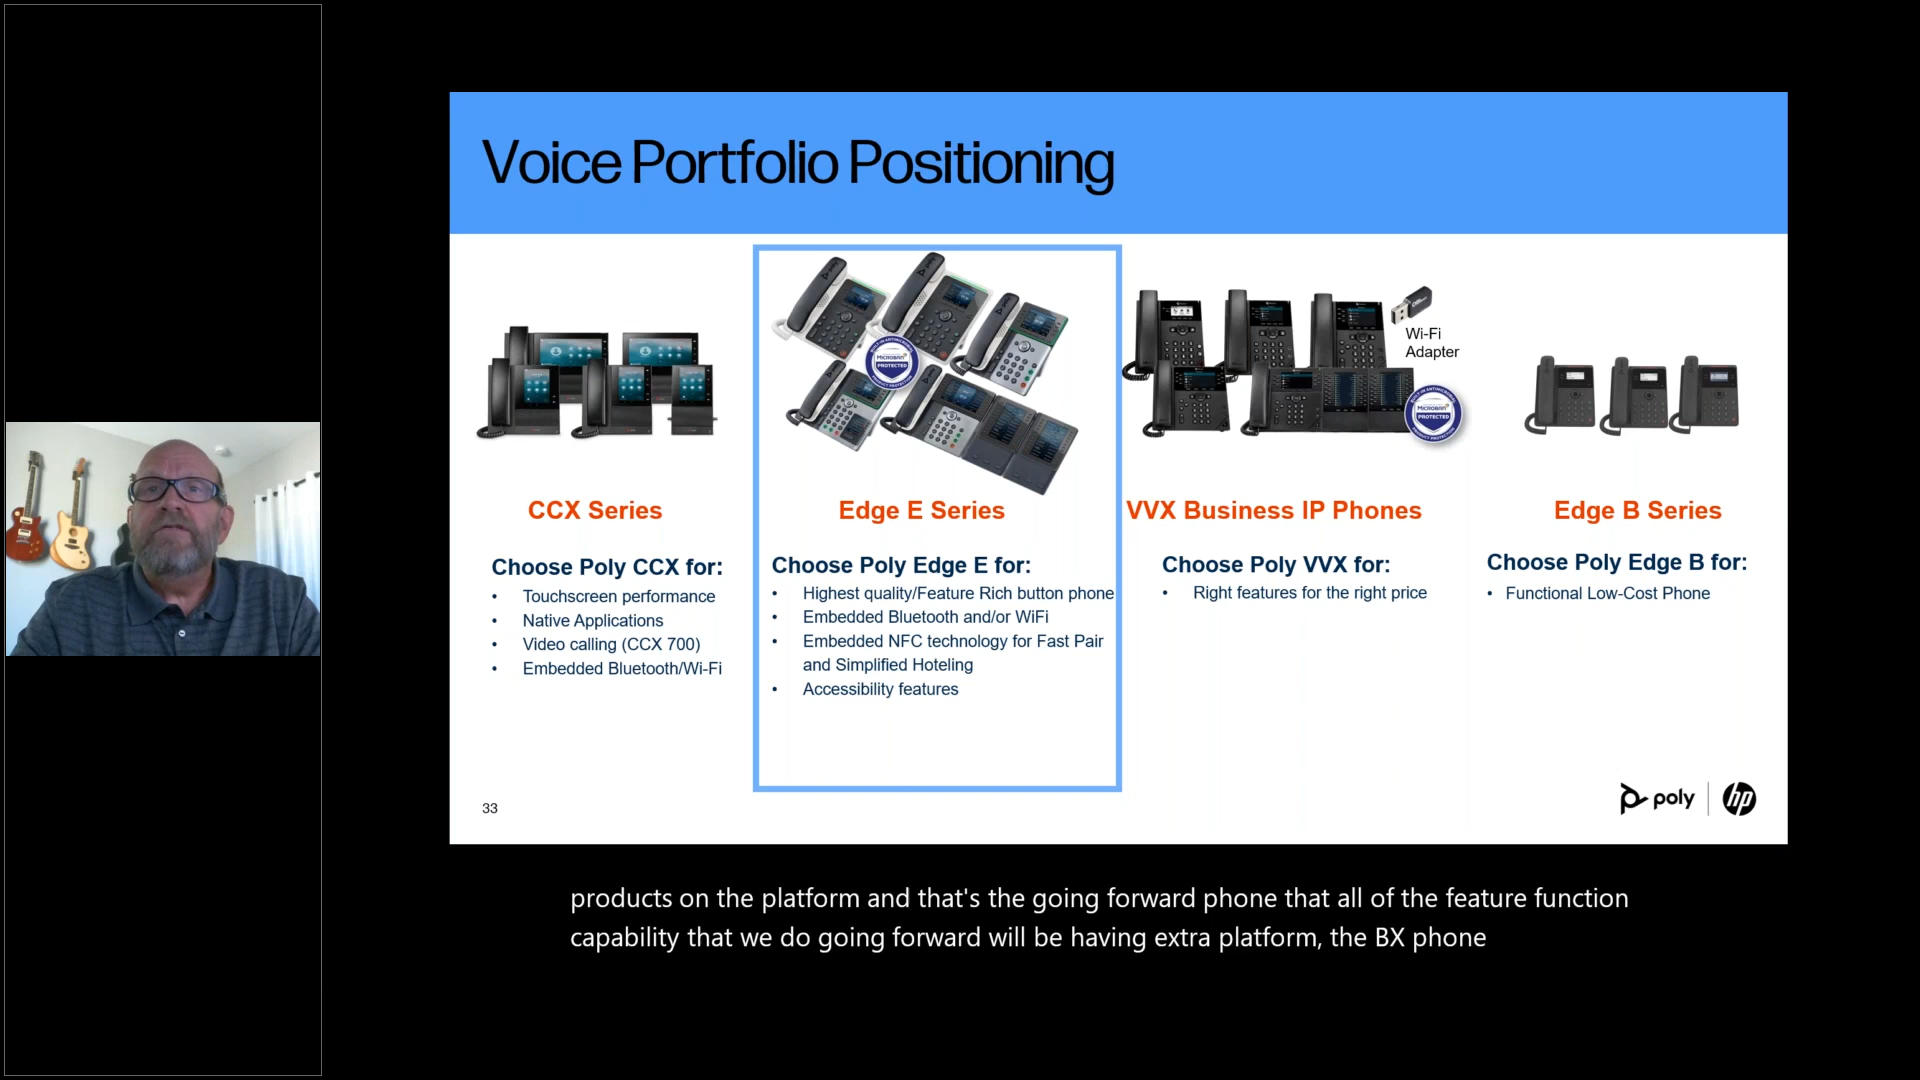 Voice Portfolio Positioning
Wi-Fi
Adapter
MICROBAN
PROTECTED
MICROBAN
PROTECTED
CCX Series
Choose Poly CCX for:
• Touchscreen performance
• Native Applications
• Video calling (CCX 700)
• Embedded Bluetooth/Wi-Fi
Edge E Series
Choose Poly Edge E for:
• Highest quality/Feature Rich button phone
• Embedded Bluetooth and/or WiFi
• Embedded NFC technology for Fast Pair
and Simplified Hoteling
• Accessibility features
VVX Business IP Phones
Choose Poly VVX for:
• Right features for the right price
Edge B Series
Choose Poly Edge B for:
• Functional Low-Cost Phone
33
poly
hp
products on the platform and that's the going forward phone that all of the feature function
capability that we do going forward will be having extra platform, the BX phone